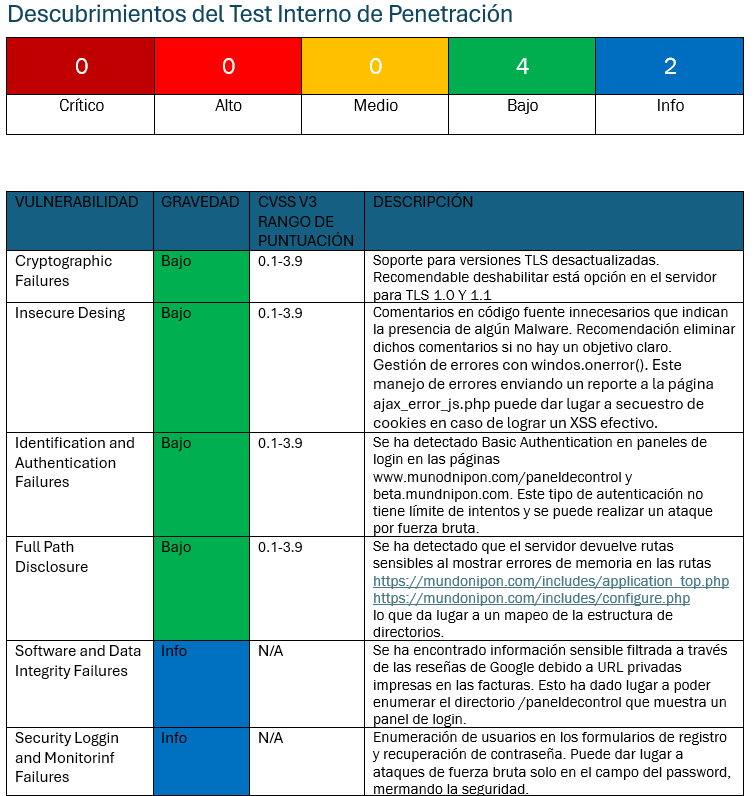 Descubrimientos del Test Interno de Penetración
0 0 0 4 2
Crítico Alto Medio Bajo Info
VULNERABILIDAD GRAVEDAD CVSS V3 RANGO DE PUNTUACIÓN DESCRIPCIÓN
Cryptographic Failures Bajo 0.1-3.9 Soporte para versiones TLS desactualizadas.
Recomendable deshabilitar está opción en el servidor
para TLS 1.0 Y 1.1
Insecure Desing Bajo 0.1-3.9 Comentarios en código fuente innecesarios que indican
la presencia de algún Malware. Recomendación eliminar
dichos comentarios si no hay un objetivo claro.
Gestión de errores con windos.onerror(). Este
manejo de errores enviando un reporte a la página
ajax_error_js.php puede dar lugar a secuestro de
cookies en caso de lograr un XSS efectivo.
Identification and Authentication Failures Bajo 0.1-3.9 Se ha detectado Basic Authentication en paneles de
login en las páginas
www.munodnipon.com/paneldecontrol y
beta.mundnipon.com. Este tipo de autenticación no
tiene límite de intentos y se puede realizar un ataque
por fuerza bruta.
Full Path Disclosure Bajo 0.1-3.9 Se ha detectado que el servidor devuelve rutas
sensibles al mostrar errores de memoria en las rutas
https://mundonipon.com/includes/application_top.php
https://mundonipon.com/includes/configure.php
lo que da lugar a un mapeo de la estructura de
directorios.
Software and Data Integrity Failures Info N/A Se ha encontrado información sensible filtrada a través
de las reseñas de Google debido a URL privadas
impresas en las facturas. Esto ha dado lugar a poder
enumerar el directorio /paneldecontrol que muestra un
panel de login.
Security Loggin and Monitorinf Failures Info N/A Enumeración de usuarios en los formularios de registro
y recuperación de contraseña. Puede dar lugar a
ataques de fuerza bruta solo en el campo del password,
mermando la seguridad.